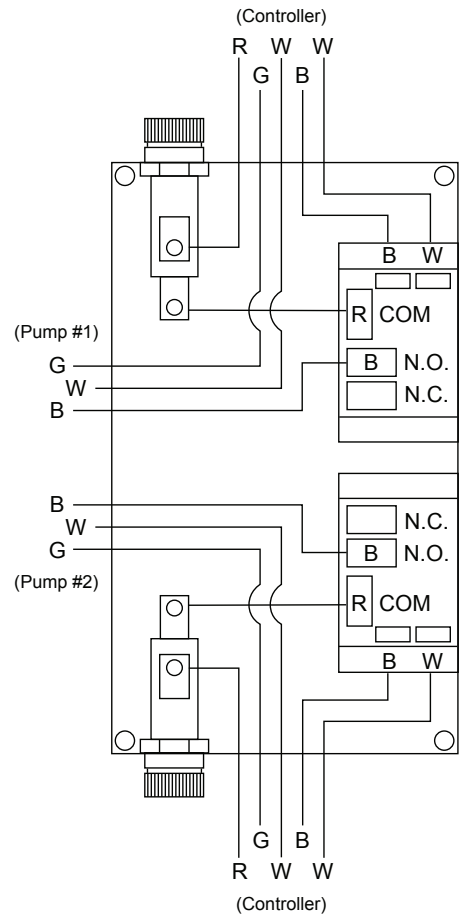 (Controller)
R W W
G B
B W
R COM
(Pump #1)
G
B N.O.
W
N.C.
B
B
N.C.
W
B N.O.
G
(Pump #2)
R COM
B W
G B
R W W
(Controller)